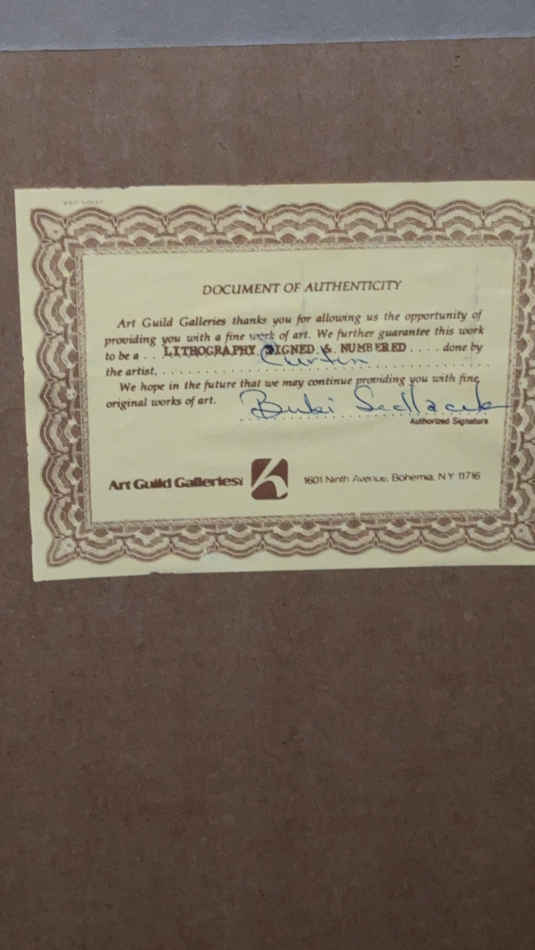 DOCUMENT OF AUTHENTICITY
Art Guild Galleries thanks you for allowing us the opportunity of
providing you with a fine work of art. We further guarantee this work
to be a . . LITHOGRAPHY SIGNED & NUMBERED . . . . done by
the artist, Curtin
We hope in the future that we may continue providing you with fine
original works of art. Buki Sedlacek
Authorized Signature
Art Guild Galleries 1601 Ninth Avenue, Bohemia, N.Y. 11716